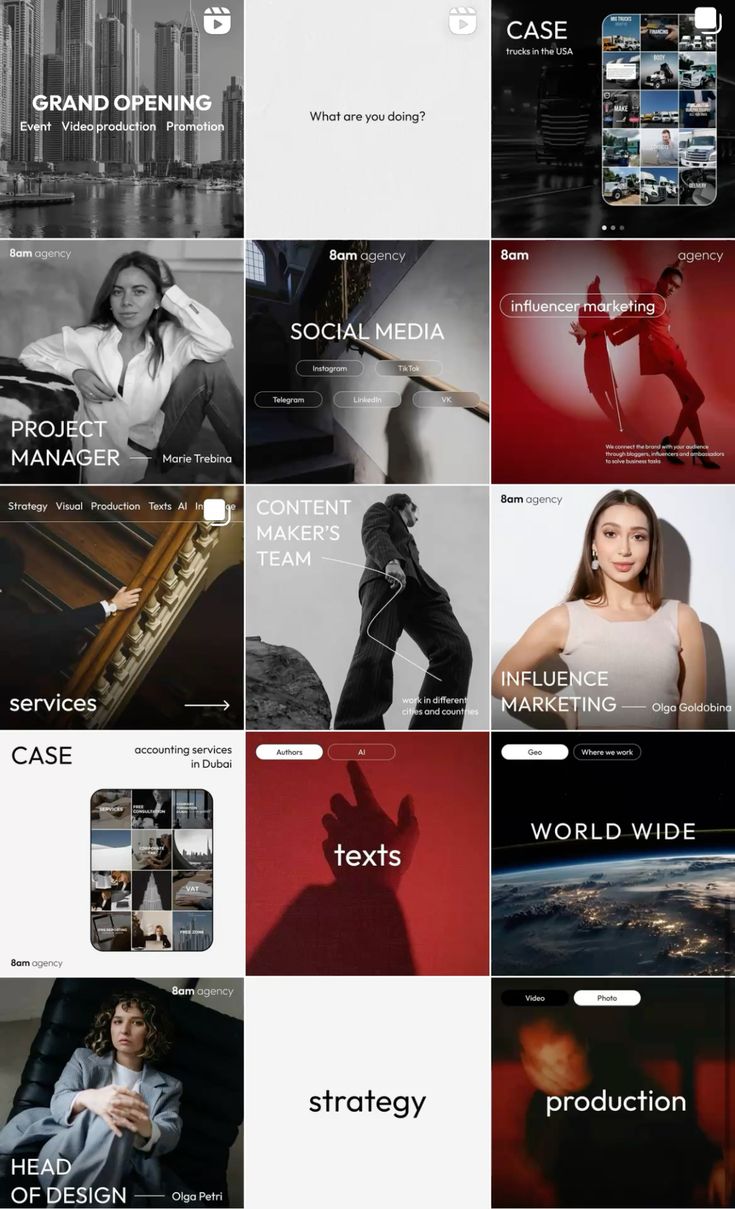 GRAND OPENING
Event Video production Promotion
What are you doing?
CASE
trucks in the USA
BIG TRUCKS
FINANCING
BODY
MAKE
DELIVERY
8am agency
PROJECT
MANAGER
Marie Trebina
8am agency
SOCIAL MEDIA
Instagram TikTok
Telegram LinkedIn VK
8am agency
influencer marketing
We connect the brand with your audience
through bloggers, influencers and ambassadors
to solve business tasks
Strategy Visual Production Texts AI
services
CONTENT
MAKER'S
TEAM
work in different
cities and countries
8am agency
INFLUENCE
MARKETING
Olga Goldobina
CASE
accounting services
in Dubai
SERVICES
FREE
CONSULTATION
CORPORATE
TAX
VAT
FREE ZONE
8am agency
Authors AI
texts
Geo Where we work
WORLD WIDE
8am agency
HEAD
OF DESIGN
Olga Petri
strategy
Video Photo
production